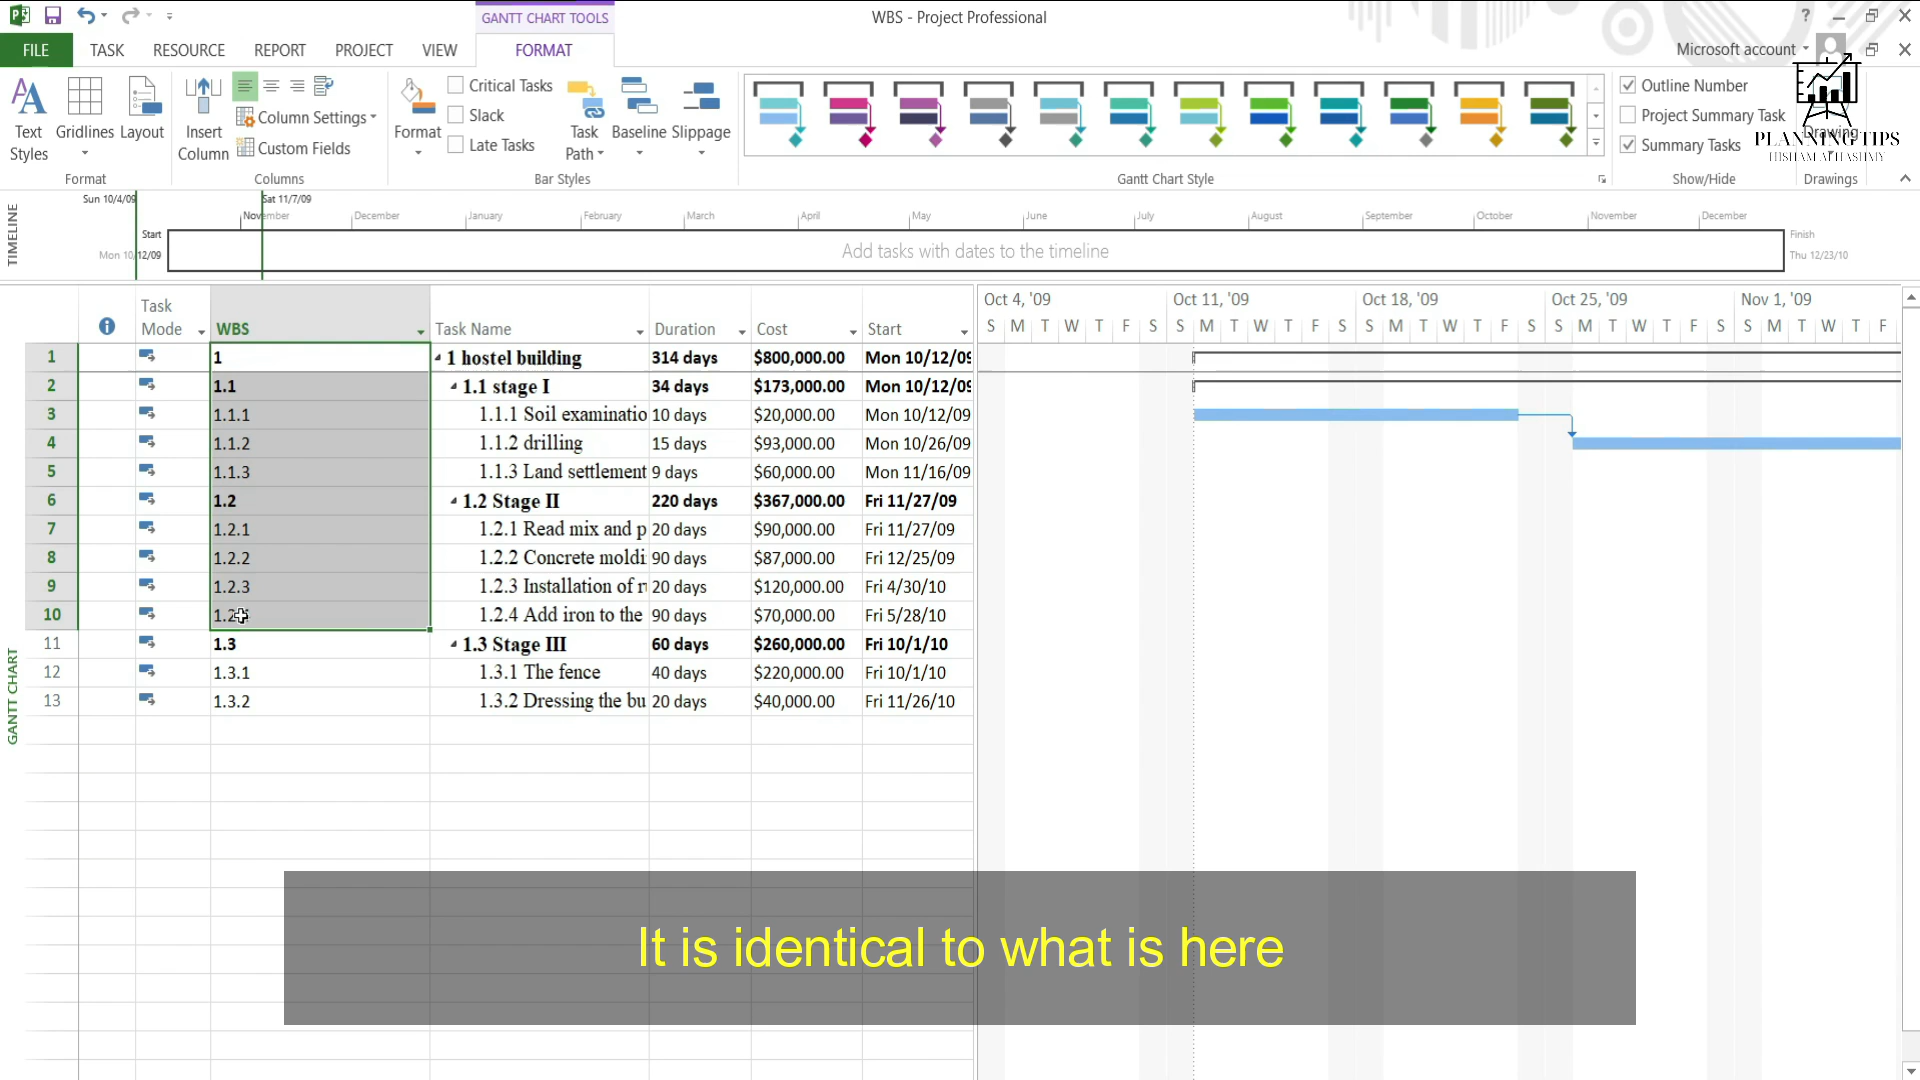 GANTT CHART TOOLS
WBS - Project Professional
?
FILE TASK RESOURCE REPORT PROJECT VIEW FORMAT
Microsoft account
Text Styles
Gridlines
Layout
Format
Insert Column
Column Settings
Custom Fields
Columns
Format
Critical Tasks
Slack
Late Tasks
Task Path
Baseline
Slippage
Bar Styles
Gantt Chart Style
Outline Number
Project Summary Task
Summary Tasks
Show/Hide
Drawing
Drawings
PLANNING TIPS
HISHAM AL HASHMY
TIMELINE
Sun 10/4/09 Sat 11/7/09
November December January February March April May June July August September October November December
Start
Mon 10/12/09
Add tasks with dates to the timeline
Finish
Thu 12/23/10
Task Mode WBS Task Name Duration Cost Start
Oct 4, '09 Oct 11, '09 Oct 18, '09 Oct 25, '09 Nov 1, '09
S M T W T F S S M T W T F S S M T W T F S S M T W T F S S M T W T F
1 1 1 hostel building 314 days $800,000.00 Mon 10/12/09
2 1.1 1.1 stage I 34 days $173,000.00 Mon 10/12/09
3 1.1.1 1.1.1 Soil examinatio 10 days $20,000.00 Mon 10/12/09
4 1.1.2 1.1.2 drilling 15 days $93,000.00 Mon 10/26/09
5 1.1.3 1.1.3 Land settlement 9 days $60,000.00 Mon 11/16/09
6 1.2 1.2 Stage II 220 days $367,000.00 Fri 11/27/09
7 1.2.1 1.2.1 Read mix and p 20 days $90,000.00 Fri 11/27/09
8 1.2.2 1.2.2 Concrete moldi 90 days $87,000.00 Fri 12/25/09
9 1.2.3 1.2.3 Installation of r 20 days $120,000.00 Fri 4/30/10
10 1.2.4 Add iron to the 90 days $70,000.00 Fri 5/28/10
11 1.3 1.3 Stage III 60 days $260,000.00 Fri 10/1/10
12 1.3.1 1.3.1 The fence 40 days $220,000.00 Fri 10/1/10
13 1.3.2 1.3.2 Dressing the bu 20 days $40,000.00 Fri 11/26/10
GANTT CHART
It is identical to what is here